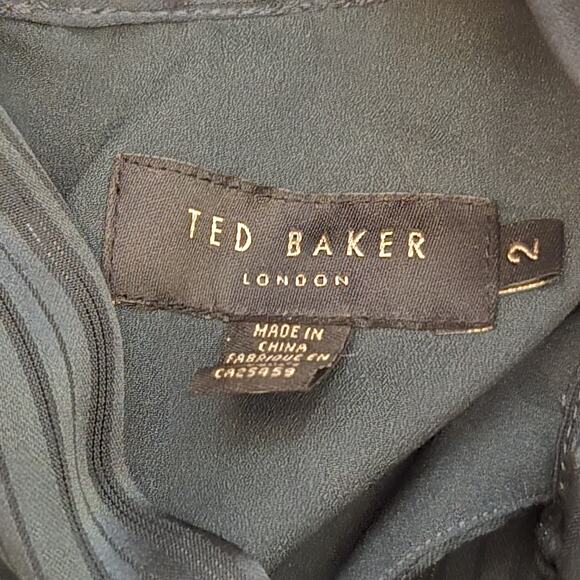 TED BAKER
LONDON
2
MADE IN
CHINA
FABRIQUE EN
CA25459